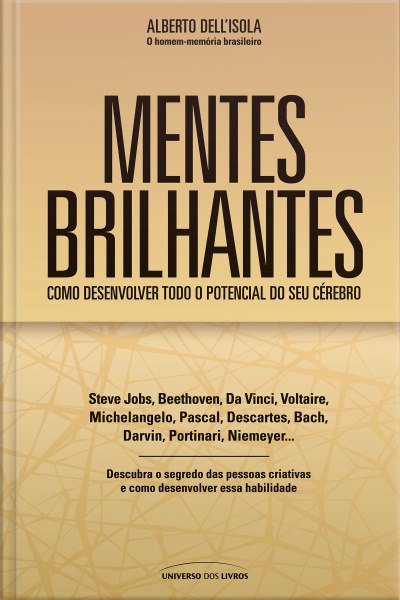 ALBERTO DELL'ISOLA
O homem-memória brasileiro
MENTES
BRILHANTES
COMO DESENVOLVER TODO O POTENCIAL DO SEU CÉREBRO
Steve Jobs, Beethoven, Da Vinci, Voltaire,
Michelangelo, Pascal, Descartes, Bach,
Darvin, Portinari, Niemeyer...
Descubra o segredo das pessoas criativas
e como desenvolver essa habilidade
UNIVERSO DOS LIVROS